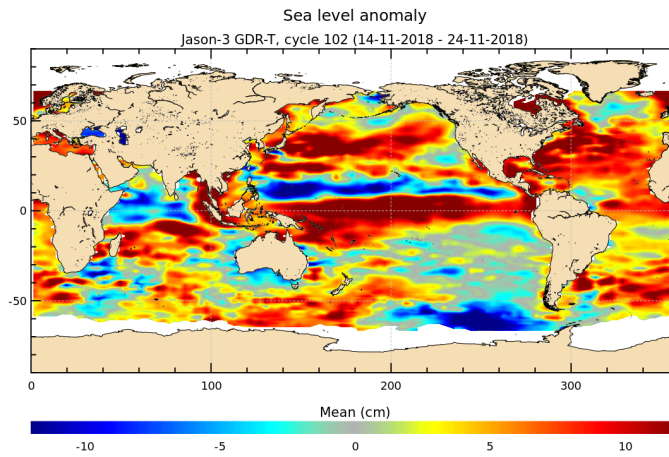 Sea level anomaly
Jason-3 GDR-T, cycle 102 (14-11-2018 - 24-11-2018)
50
0
-50
0 100 200 300
Mean (cm)
-10 -5 0 5 10